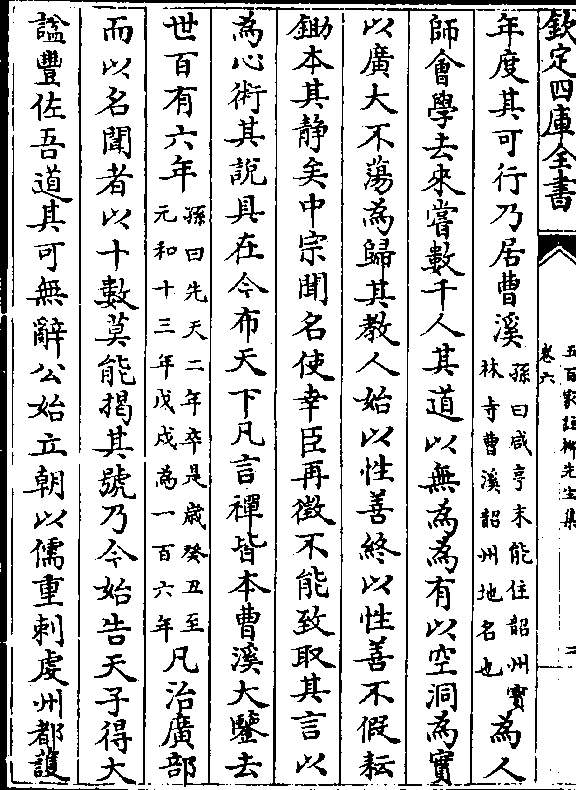 欽定四庫全書
五百家註柳先生集
卷六
二
年度其可行乃居曹溪
孫曰咸亨末能住韶州寳
林寺曹溪韶州地名也
為人
師㑹學去來嘗數千人其道以無為為有以空洞為實
以廣大不蕩為歸其教人始以性善終以性善不假耘
鋤本其静矣中宗聞名使幸臣再徵不能致取其言以
為心術其說具在今布天下凡言禪皆本曹溪大鑒去
世百有六年
孫曰先天二年卒是歲癸丑至
元和十三年戊戍為一百六年
凡治廣部
而以名聞者以十數莫能揭其號乃今始告天子得大
諡豐佐吾道其可無辭公始立朝以儒重刺虔州都護